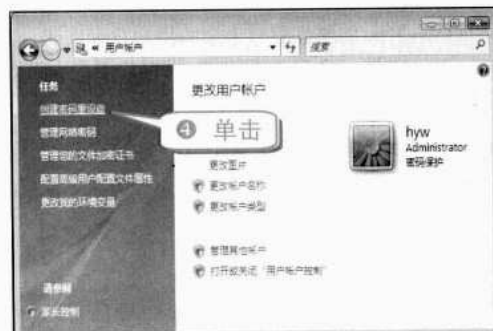 用户帐户
搜索
任务
创建密码重设盘
管理网络密码
管理您的文件加密证书
配置高级用户配置文件属性
更改我的环境变量
请参阅
家长控制
更改用户帐户
❹ 单击
更改图片
更改帐户名称
更改帐户类型
管理其他帐户
打开或关闭“用户帐户控制”
hyw
Administrator
密码保护